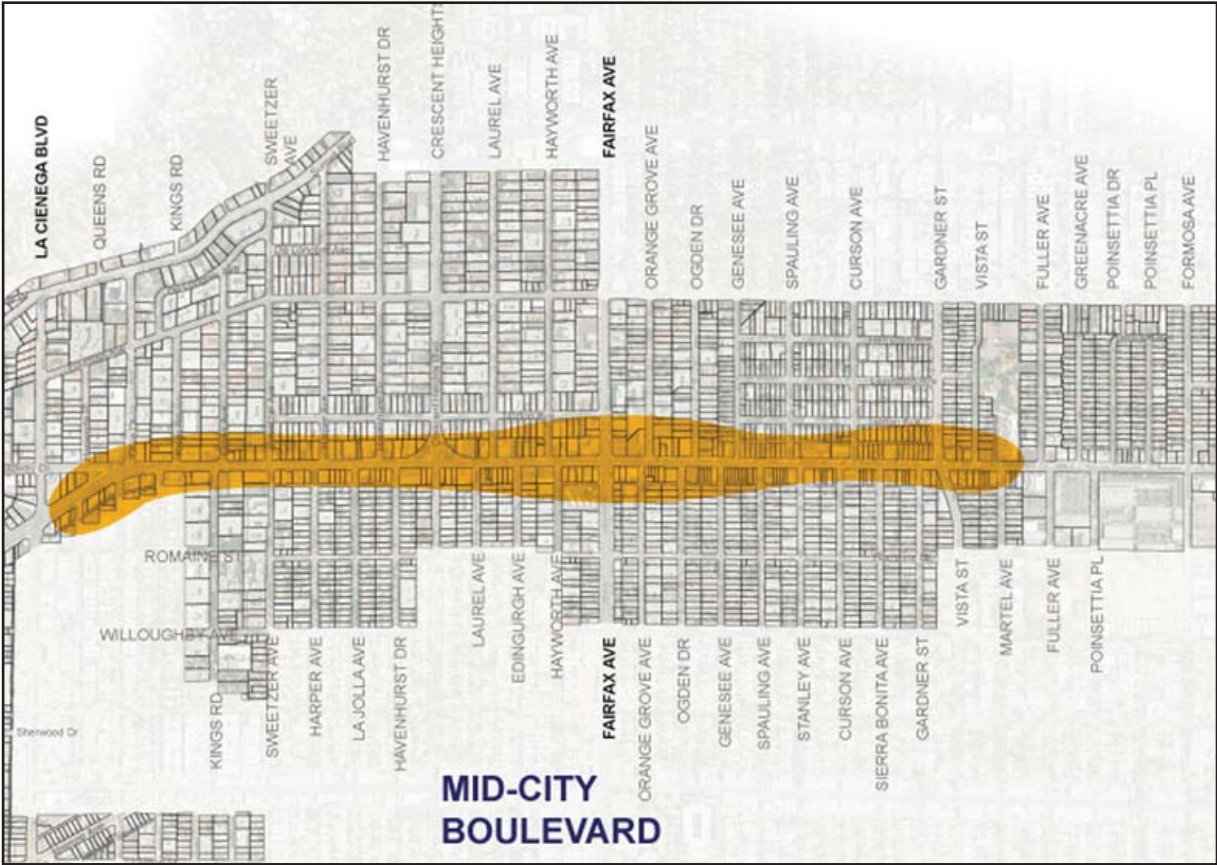 LA CIENEGA BLVD
QUEENS RD
KINGS RD
SWEETZER
AVE
HAVENHURST DR
CRESCENT HEIGHTS
LAUREL AVE
HAYWORTH AVE
FAIRFAX AVE
ORANGE GROVE AVE
OGDEN DR
GENESEE AVE
SPAULING AVE
CURSON AVE
GARDNER ST
VISTA ST
FULLER AVE
GREENACRE AVE
POINSETTIA DR
POINSETTIA PL
FORMOSA AVE
ROMAINE ST
WILLOUGHBY AVE
KINGS RD
SWEETZER AVE
HARPER AVE
LA JOLLA AVE
HAVENHURST DR
LAUREL AVE
EDINGURGH AVE
HAYWORTH AVE
FAIRFAX AVE
ORANGE GROVE AVE
OGDEN DR
GENESEE AVE
SPAULING AVE
STANLEY AVE
CURSON AVE
SIERRA BONITA AVE
GARDNER ST
VISTA ST
MARTEL AVE
FULLER AVE
POINSETTIA PL
Sherwood Dr
MID-CITY
BOULEVARD